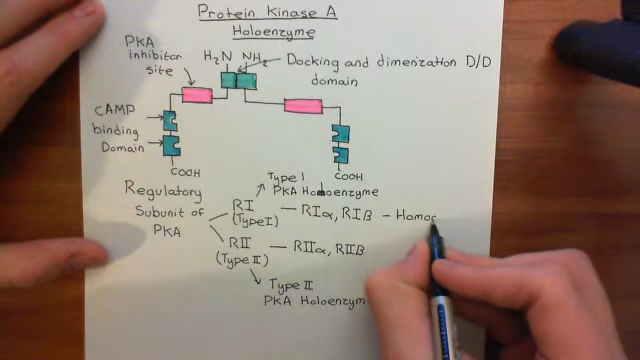 Protein Kinase A
Holoenzyme
PKA
inhibitor
site
H₂N NH₂
Docking and dimerization D/D
domain
CAMP
binding
Domain
COOH
COOH
Regulatory
Subunit of
PKA
Type I
PKA Holoenzyme
RI
(Type I)
— RIα, RIβ - Homo
RII
(Type II)
— RIIα, RIIβ
Type II
PKA Holoenzym